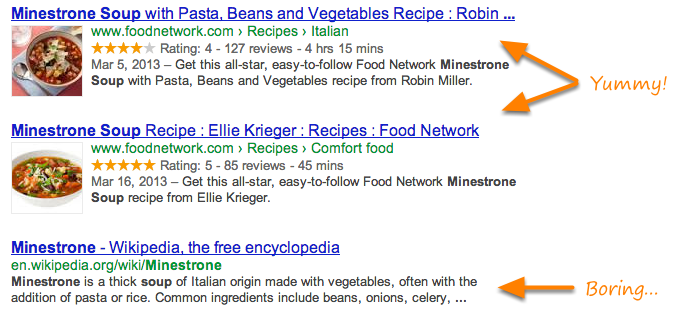 Minestrone Soup with Pasta, Beans and Vegetables Recipe : Robin ...
www.foodnetwork.com › Recipes › Italian
Rating: 4 - 127 reviews - 4 hrs 15 mins
Mar 5, 2013 – Get this all-star, easy-to-follow Food Network Minestrone
Soup with Pasta, Beans and Vegetables recipe from Robin Miller.
Yummy!
Minestrone Soup Recipe : Ellie Krieger : Recipes : Food Network
www.foodnetwork.com › Recipes › Comfort food
Rating: 5 - 85 reviews - 45 mins
Mar 16, 2013 – Get this all-star, easy-to-follow Food Network Minestrone
Soup recipe from Ellie Krieger.
Minestrone - Wikipedia, the free encyclopedia
en.wikipedia.org/wiki/Minestrone
Minestrone is a thick soup of Italian origin made with vegetables, often with the
addition of pasta or rice. Common ingredients include beans, onions, celery, ...
Boring...